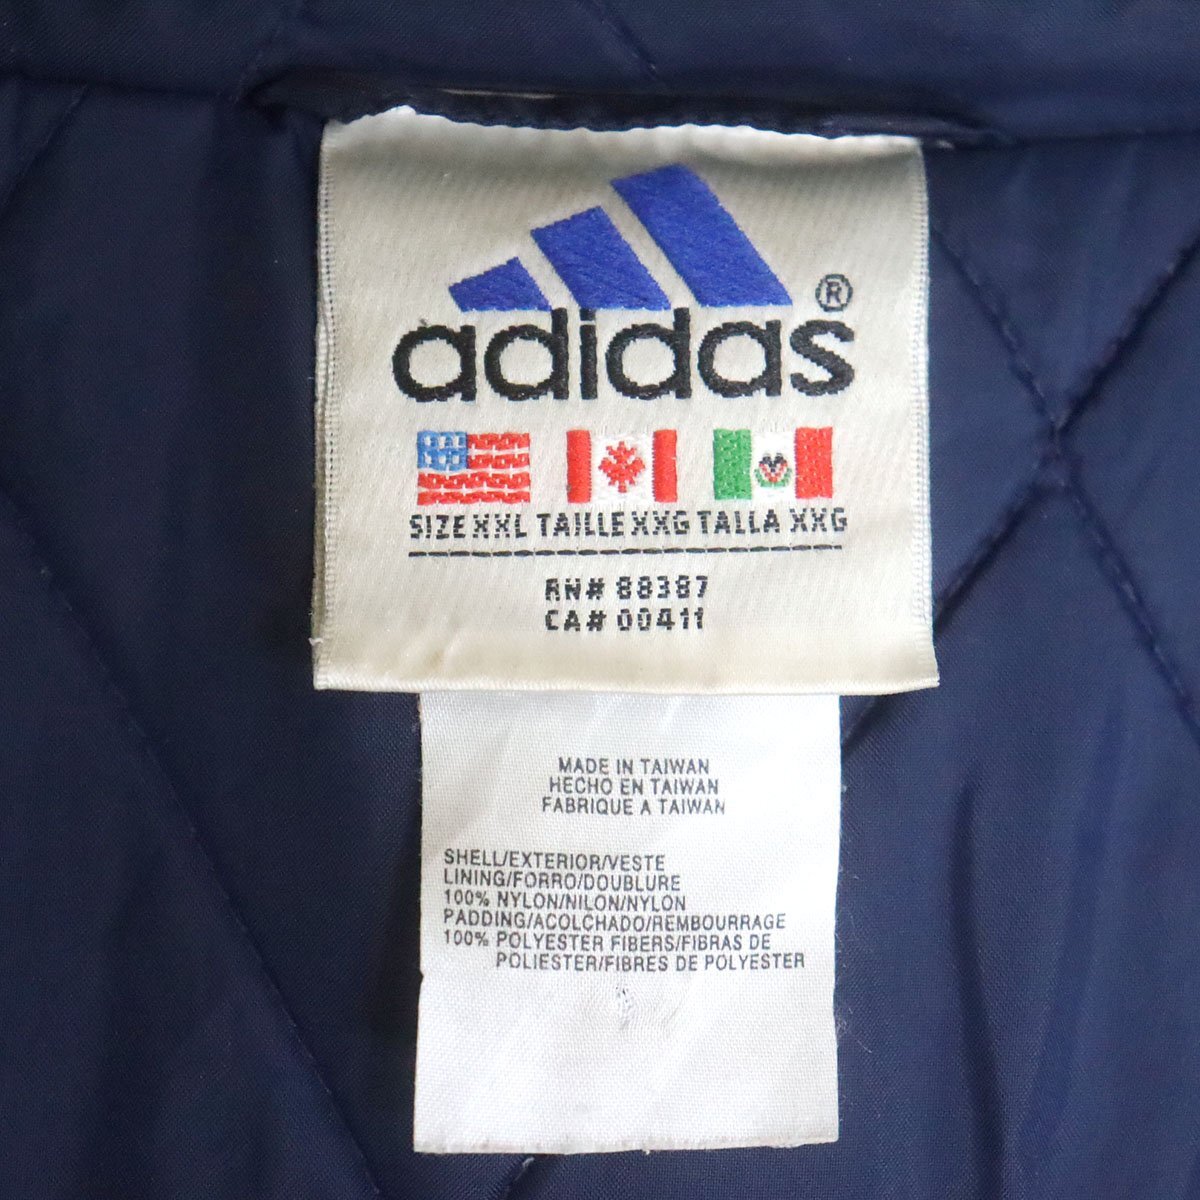 adidas®
SIZE XXL TAILLE XXG TALLA XXG
RN# 88387
CA# 00411
MADE IN TAIWAN
HECHO EN TAIWAN
FABRIQUE A TAIWAN
SHELL/EXTERIOR/VESTE
LINING/FORRO/DOUBLURE
100% NYLON/NILON/NYLON
PADDING/ACOLCHADO/REMBOURRAGE
100% POLYESTER FIBERS/FIBRAS DE
POLIESTER/FIBRES DE POLYESTER